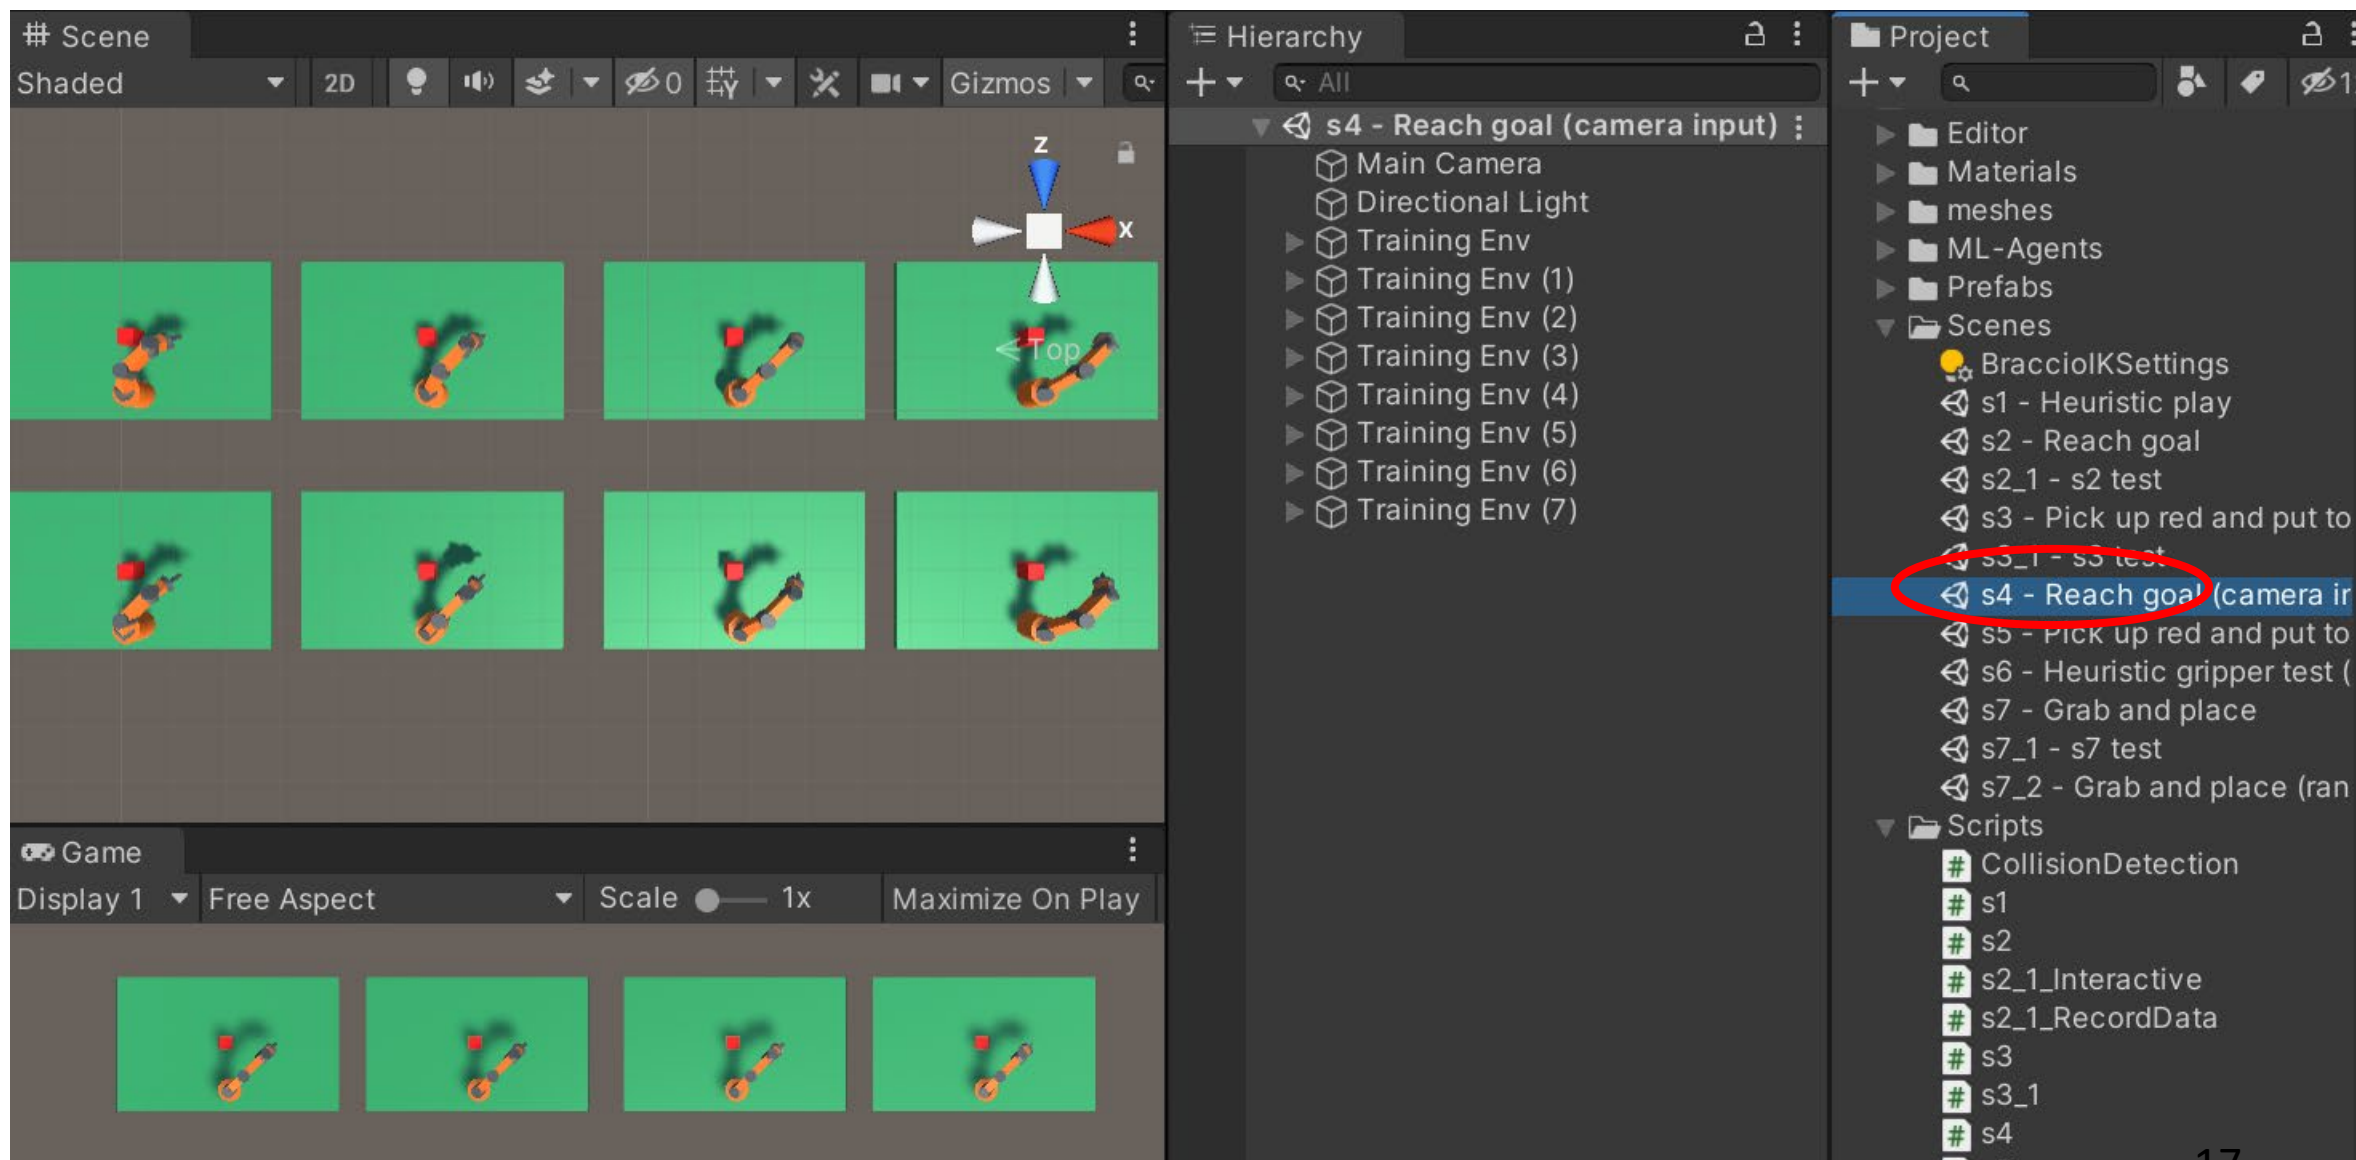 Scene
Shaded 2D 0 Gizmos
z
x
Top
Game
Display 1 Free Aspect Scale 1x Maximize On Play
Hierarchy
All
s4 - Reach goal (camera input)
Main Camera
Directional Light
Training Env
Training Env (1)
Training Env (2)
Training Env (3)
Training Env (4)
Training Env (5)
Training Env (6)
Training Env (7)
Project
Editor
Materials
meshes
ML-Agents
Prefabs
Scenes
BraccioIKSettings
s1 - Heuristic play
s2 - Reach goal
s2_1 - s2 test
s3 - Pick up red and put to
s3_1 - s3 test
s4 - Reach goal (camera ir
s5 - Pick up red and put to
s6 - Heuristic gripper test (
s7 - Grab and place
s7_1 - s7 test
s7_2 - Grab and place (ran
Scripts
CollisionDetection
s1
s2
s2_1_Interactive
s2_1_RecordData
s3
s3_1
s4
17